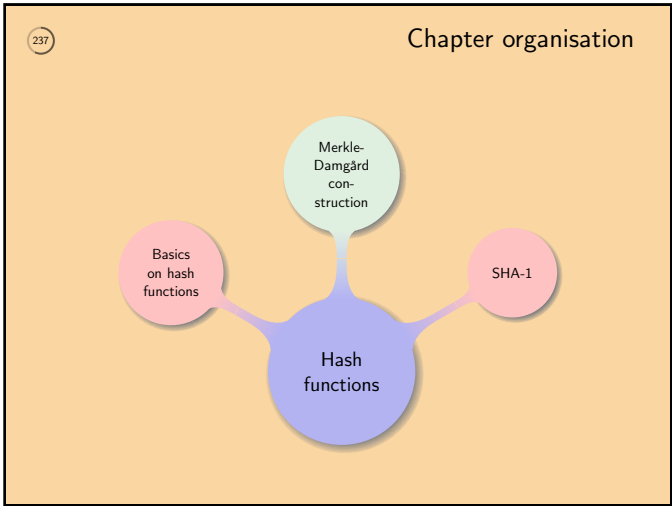 237
Chapter organisation
Merkle-
Damgård
con-
struction
Basics
on hash
functions
SHA-1
Hash
functions